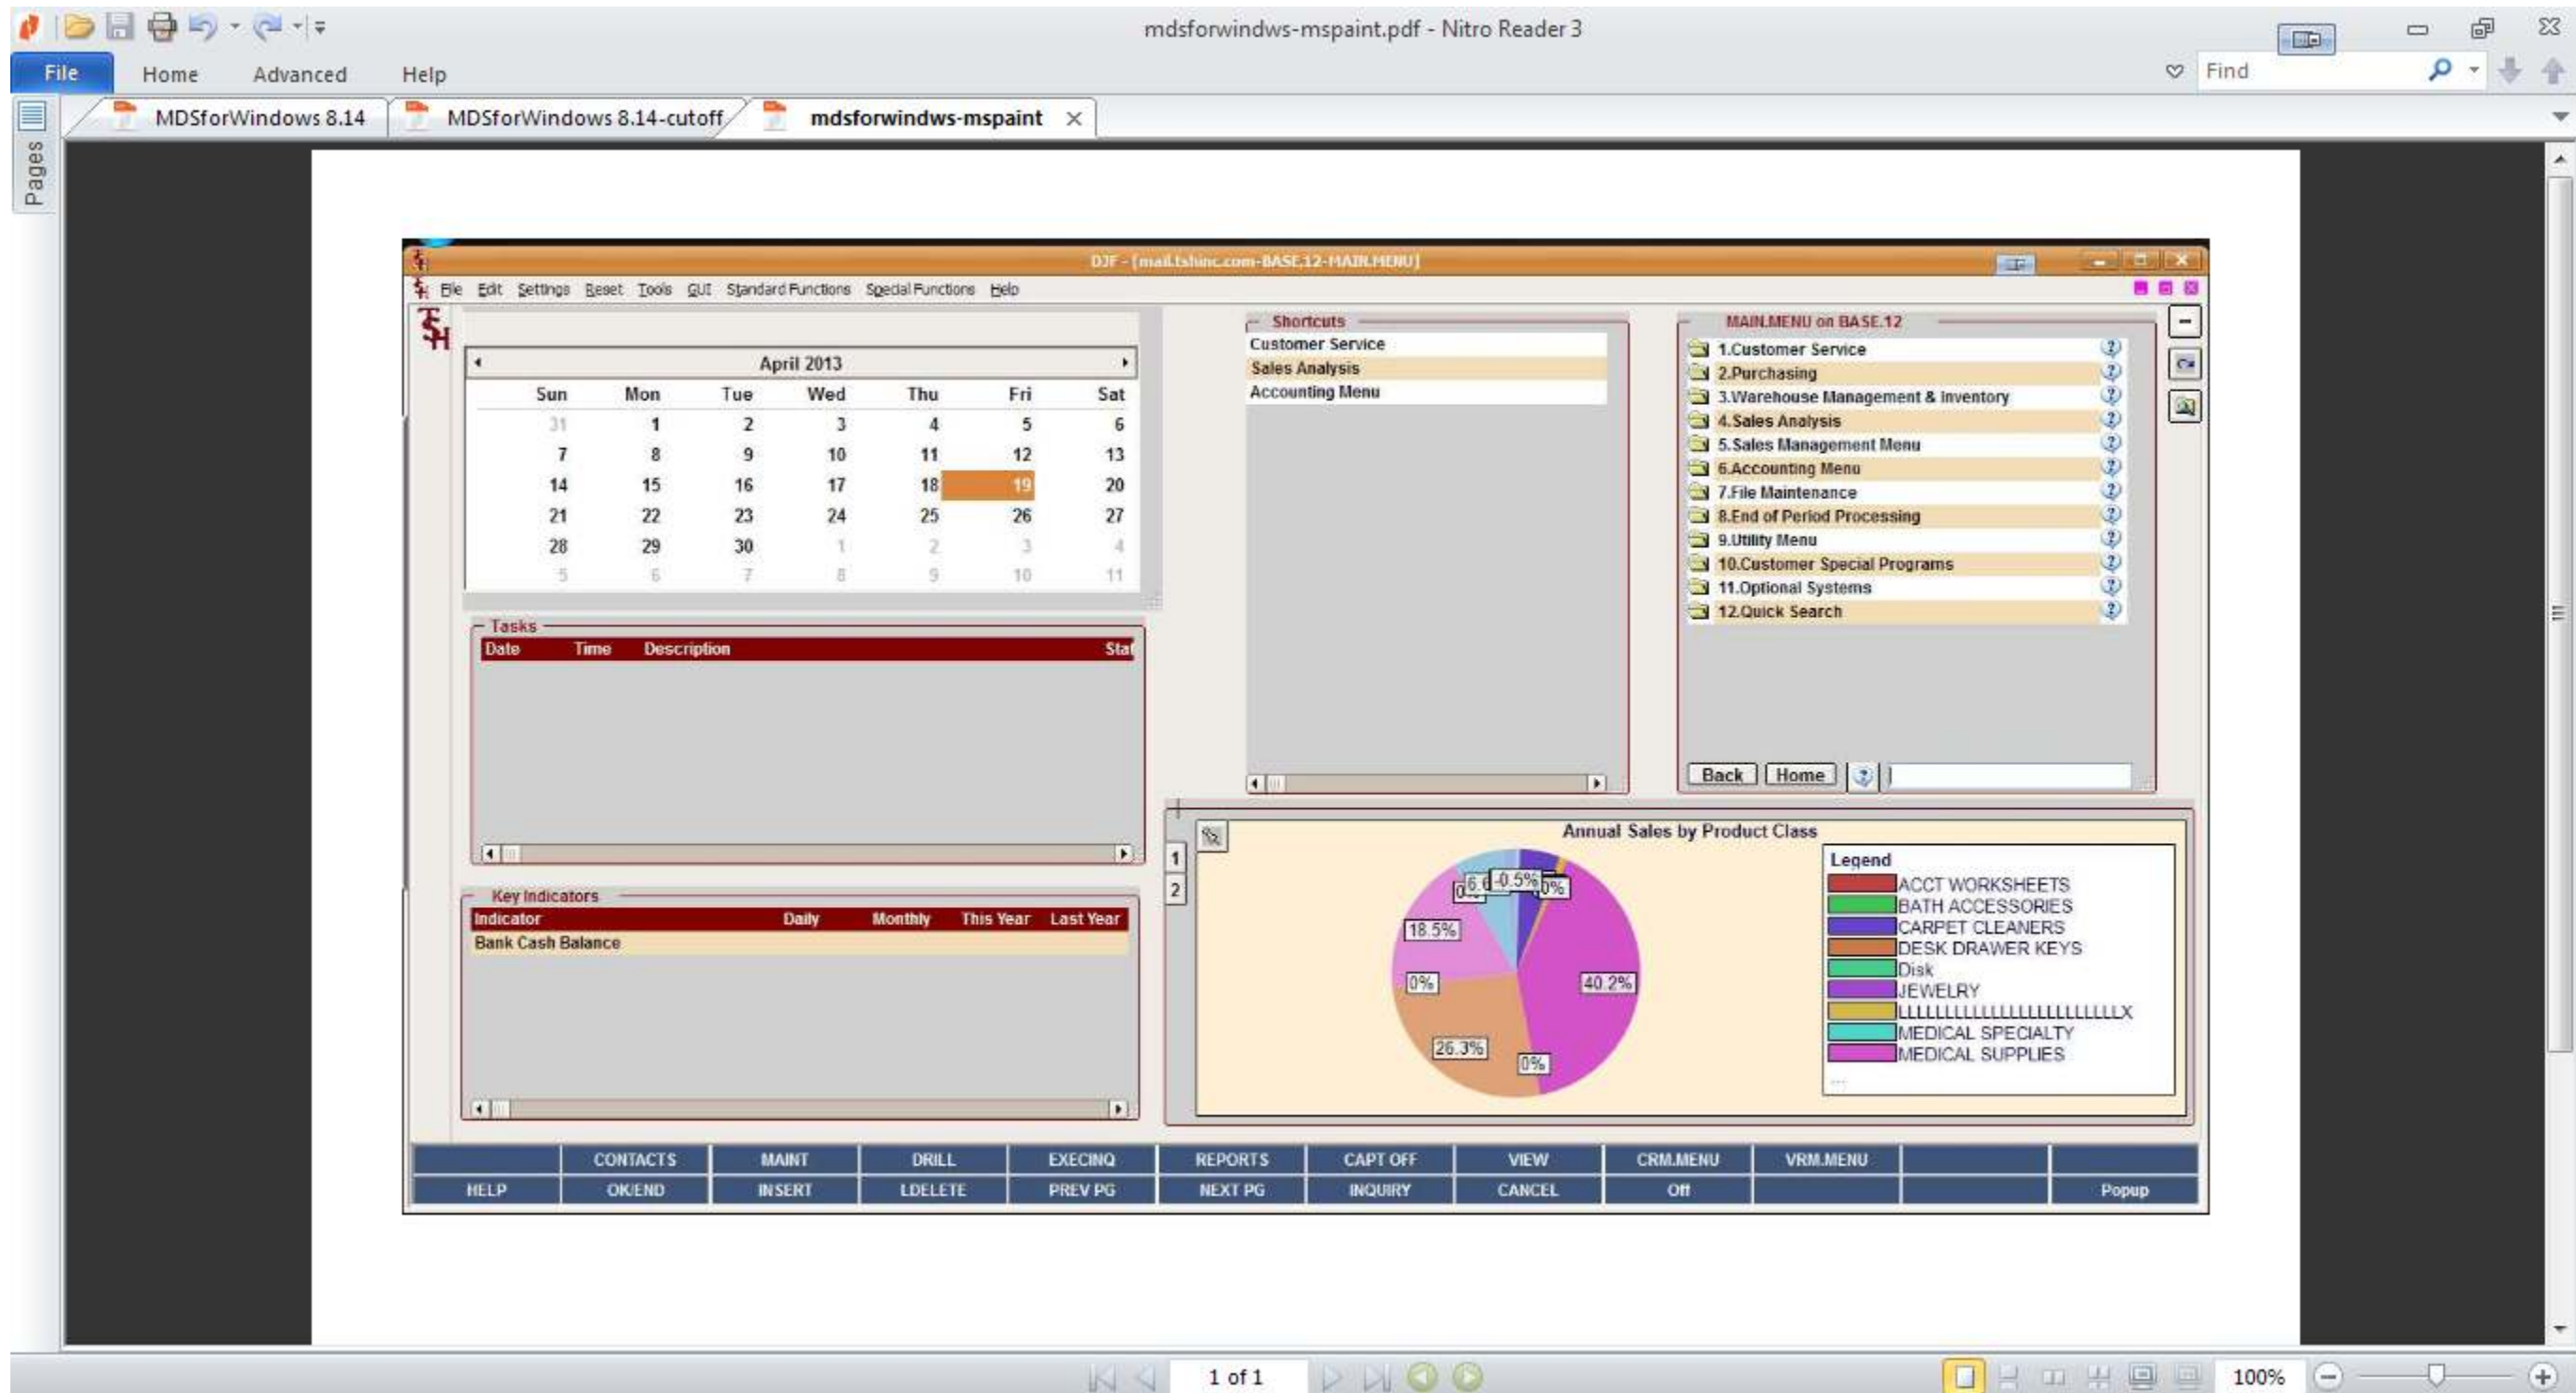 mdsforwindws-mspaint.pdf - Nitro Reader 3
File Home Advanced Help Find
MDSforWindows 8.14 MDSforWindows 8.14-cutoff mdsforwindws-mspaint
Pages
DJF - [mail.tshinc.com-BASE.12-MAIN.MENU]
File Edit Settings Reset Tools GUI Standard Functions Special Functions Help
TSH
April 2013
Sun Mon Tue Wed Thu Fri Sat
31 1 2 3 4 5 6
7 8 9 10 11 12 13
14 15 16 17 18 19 20
21 22 23 24 25 26 27
28 29 30 1 2 3 4
5 6 7 8 9 10 11
Tasks
Date Time Description Stat
Key Indicators
Indicator Daily Monthly This Year Last Year
Bank Cash Balance
Shortcuts
Customer Service
Sales Analysis
Accounting Menu
MAIN.MENU on BASE.12
1.Customer Service
2.Purchasing
3.Warehouse Management & Inventory
4.Sales Analysis
5.Sales Management Menu
6.Accounting Menu
7.File Maintenance
8.End of Period Processing
9.Utility Menu
10.Customer Special Programs
11.Optional Systems
12.Quick Search
Back Home
1
2
Annual Sales by Product Class
-0.5%
0%
18.5%
0%
40.2%
26.3%
0%
Legend
ACCT WORKSHEETS
BATH ACCESSORIES
CARPET CLEANERS
DESK DRAWER KEYS
Disk
JEWELRY
MEDICAL SPECIALTY
MEDICAL SUPPLIES
...
CONTACTS MAINT DRILL EXECINQ REPORTS CAPT OFF VIEW CRM.MENU VRM.MENU
HELP OK/END INSERT LDELETE PREV PG NEXT PG INQUIRY CANCEL Off Popup
1 of 1
100%